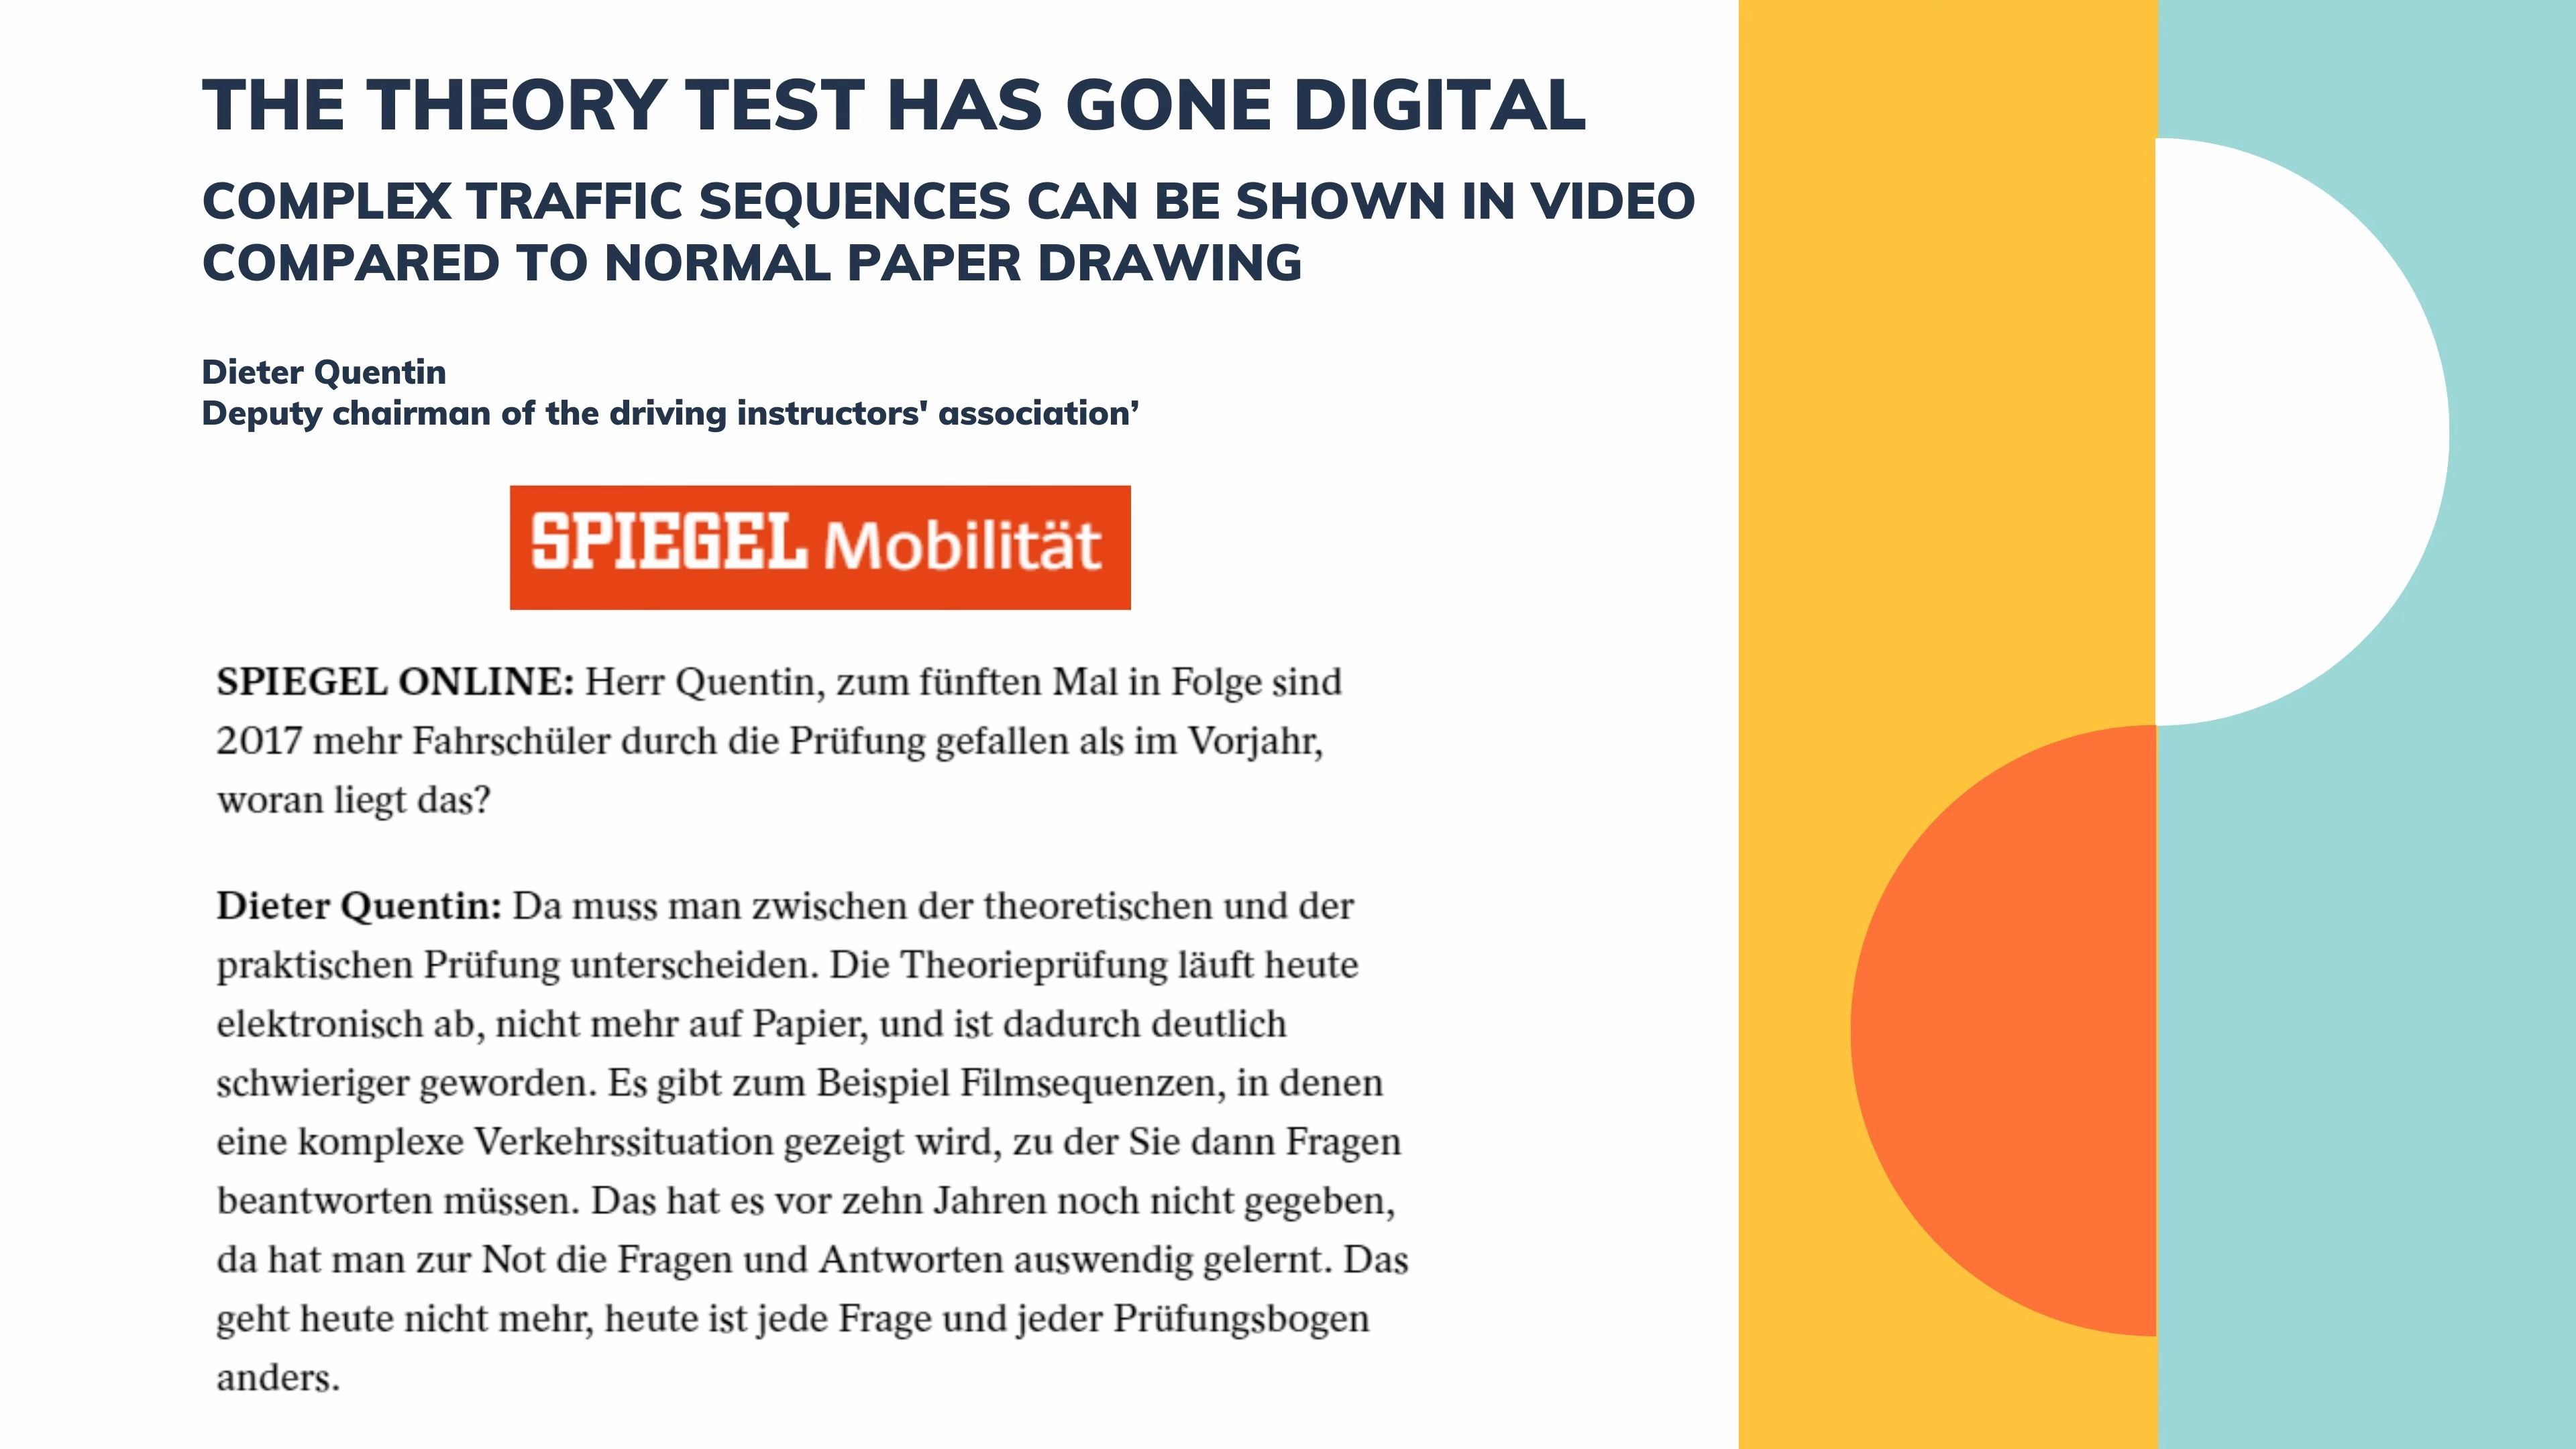 THE THEORY TEST HAS GONE DIGITAL
COMPLEX TRAFFIC SEQUENCES CAN BE SHOWN IN VIDEO
COMPARED TO NORMAL PAPER DRAWING
Dieter Quentin
Deputy chairman of the driving instructors' association’
SPIEGEL Mobilität
SPIEGEL ONLINE: Herr Quentin, zum fünften Mal in Folge sind
2017 mehr Fahrschüler durch die Prüfung gefallen als im Vorjahr,
woran liegt das?
Dieter Quentin: Da muss man zwischen der theoretischen und der
praktischen Prüfung unterscheiden. Die Theorieprüfung läuft heute
elektronisch ab, nicht mehr auf Papier, und ist dadurch deutlich
schwieriger geworden. Es gibt zum Beispiel Filmsequenzen, in denen
eine komplexe Verkehrssituation gezeigt wird, zu der Sie dann Fragen
beantworten müssen. Das hat es vor zehn Jahren noch nicht gegeben,
da hat man zur Not die Fragen und Antworten auswendig gelernt. Das
geht heute nicht mehr, heute ist jede Frage und jeder Prüfungsbogen
anders.